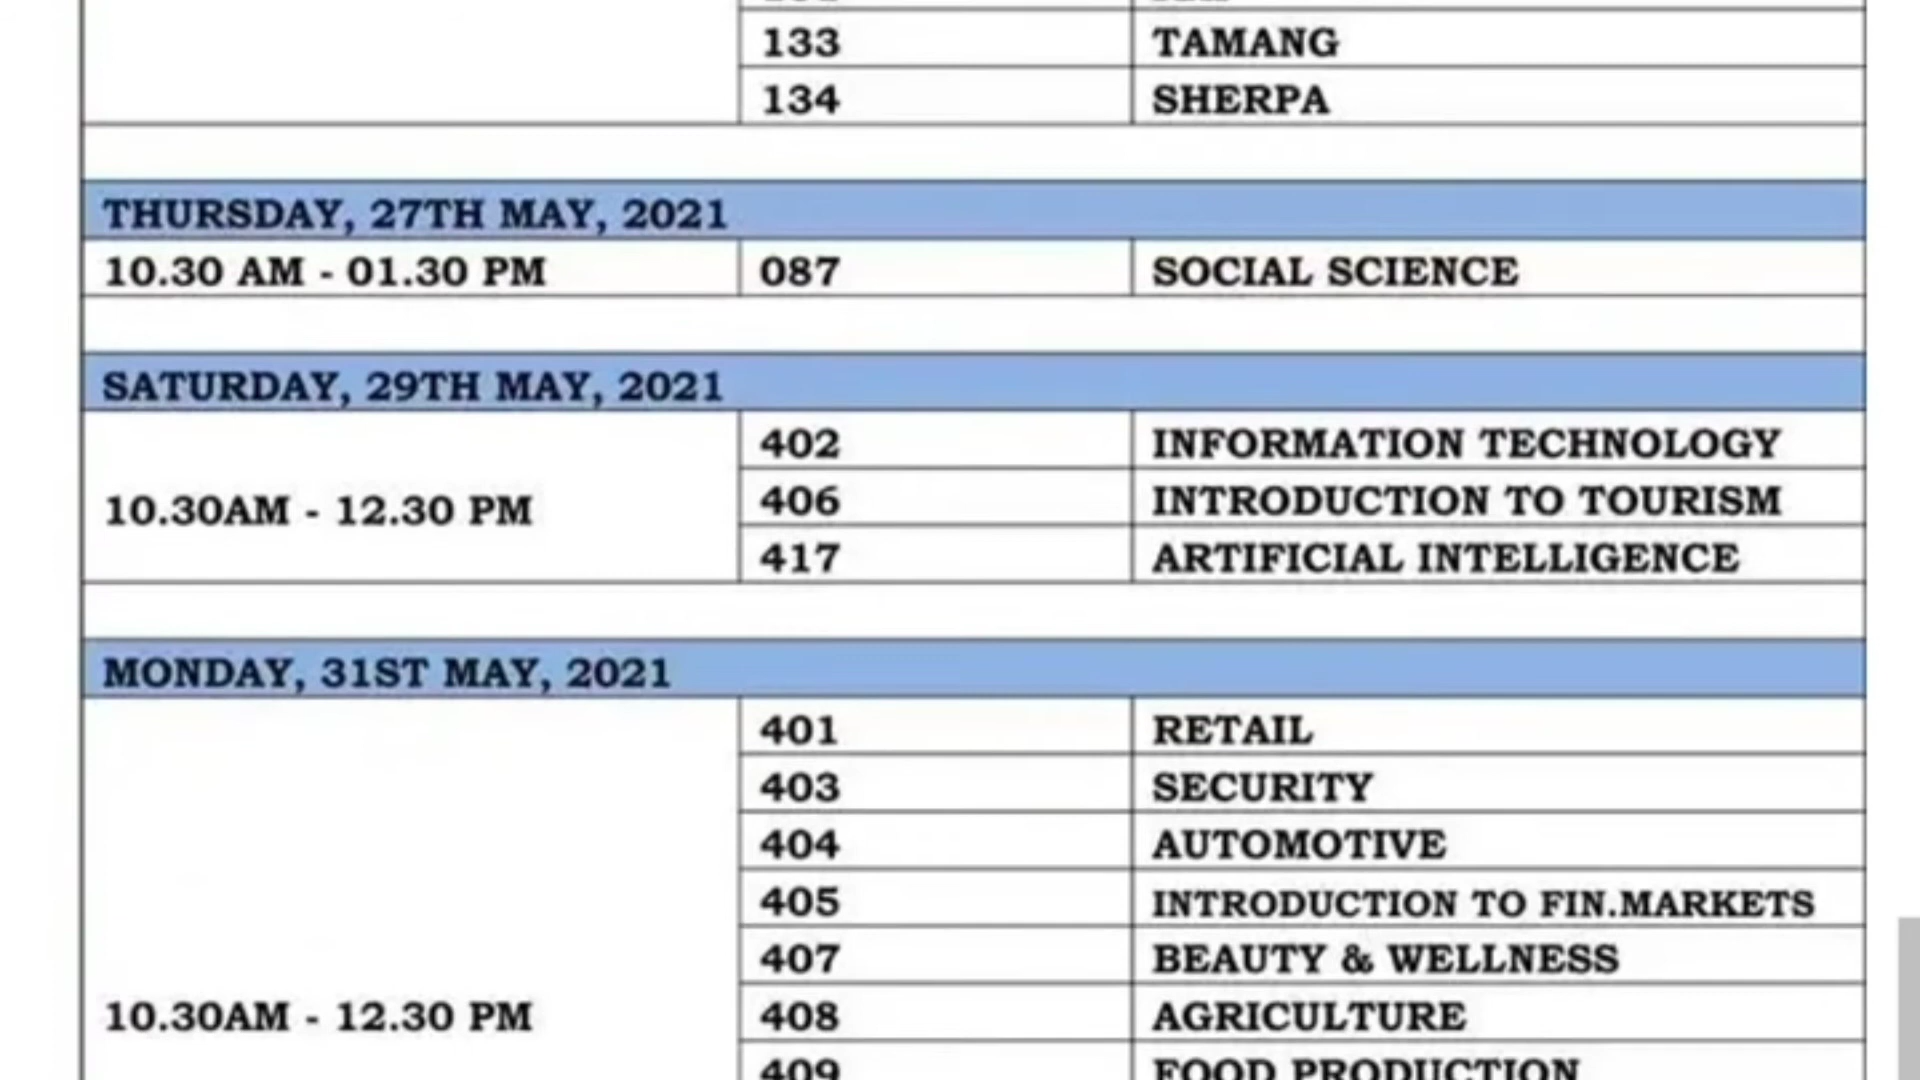 133 TAMANG
134 SHERPA
THURSDAY, 27TH MAY, 2021
10.30 AM - 01.30 PM 087 SOCIAL SCIENCE
SATURDAY, 29TH MAY, 2021
402 INFORMATION TECHNOLOGY
10.30AM - 12.30 PM 406 INTRODUCTION TO TOURISM
417 ARTIFICIAL INTELLIGENCE
MONDAY, 31ST MAY, 2021
401 RETAIL
403 SECURITY
404 AUTOMOTIVE
405 INTRODUCTION TO FIN.MARKETS
407 BEAUTY & WELLNESS
10.30AM - 12.30 PM 408 AGRICULTURE
409 FOOD PRODUCTION